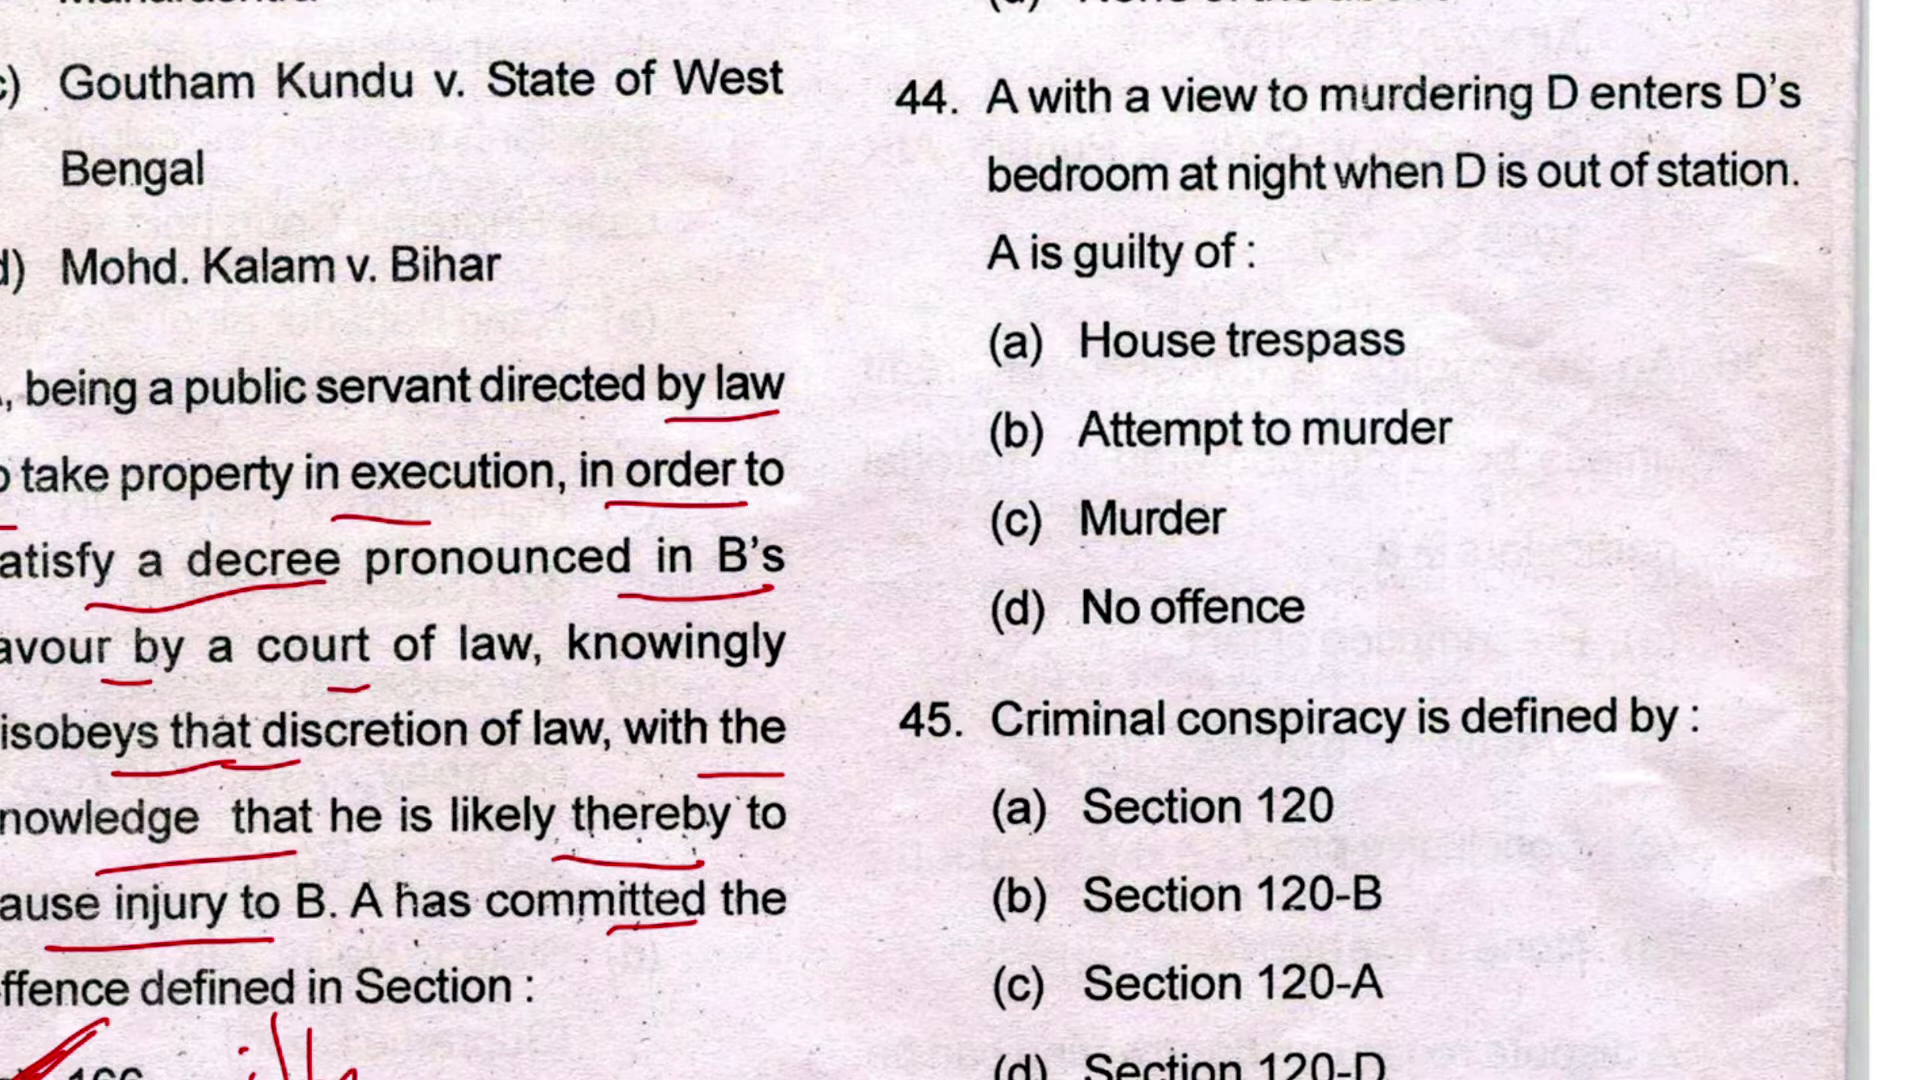 c) Goutham Kundu v. State of West
Bengal
d) Mohd. Kalam v. Bihar
, being a public servant directed by law
take property in execution, in order to
atisfy a decree pronounced in B's
avour by a court of law, knowingly
isobeys that discretion of law, with the
nowledge that he is likely thereby to
ause injury to B. A has committed the
ffence defined in Section :
166
44. A with a view to murdering D enters D's
bedroom at night when D is out of station.
A is guilty of :
(a) House trespass
(b) Attempt to murder
(c) Murder
(d) No offence
45. Criminal conspiracy is defined by :
(a) Section 120
(b) Section 120-B
(c) Section 120-A
(d) Section 120-D